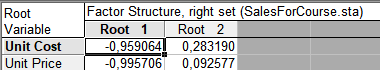 Root Factor Structure, right set (SalesForCourse.sta)
Variable Root 1 Root 2
Unit Cost -0,959064 0,283190
Unit Price -0,995706 0,092577